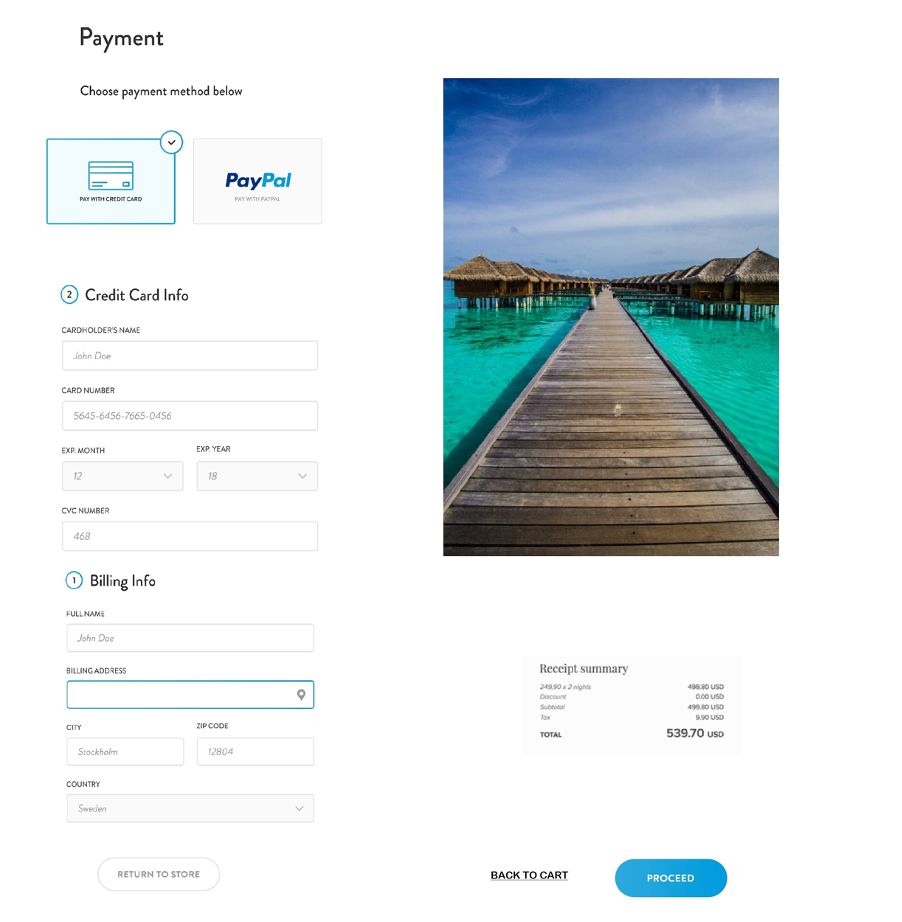 Payment
Choose payment method below
PAY WITH CREDIT CARD
PayPal
PAY WITH PAYPAL
2 Credit Card Info
CARDHOLDER'S NAME
John Doe
CARD NUMBER
5645-6456-7665-0456
EXP. MONTH EXP. YEAR
12 18
CVC NUMBER
468
1 Billing Info
FULL NAME
John Doe
BILLING ADDRESS
CITY ZIP CODE
Stockholm 12804
COUNTRY
Sweden
RETURN TO STORE
Receipt summary
249,90 x 2 nights 499.80 USD
Discount 0.00 USD
Subtotal 499.80 USD
Tax 9.90 USD
TOTAL 539.70 USD
BACK TO CART
PROCEED